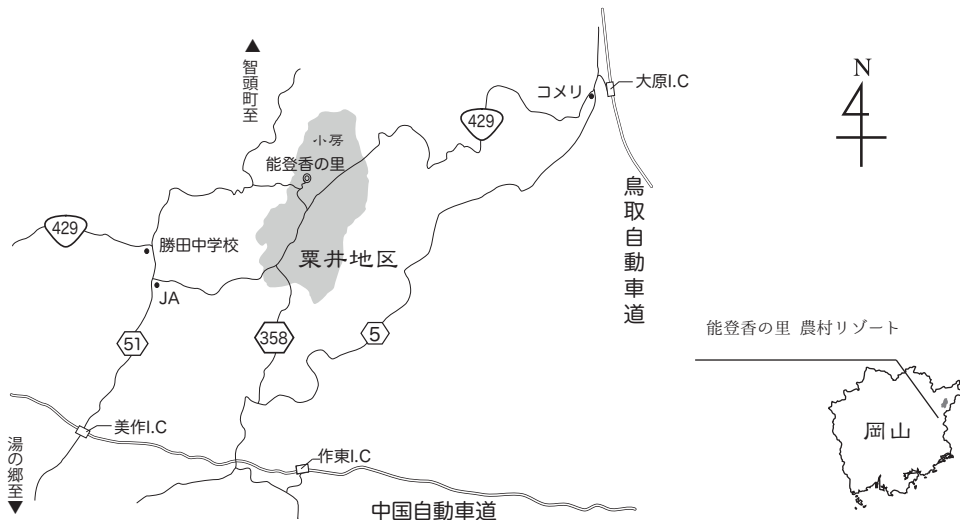 ▲
智頭町至
コメリ
大原I.C
N
429
小房
能登香の里
鳥取自動車道
429
勝田中学校
粟井地区
JA
51
358
5
能登香の里 農村リゾート
岡山
美作I.C
湯の郷至
▼
作東I.C
中国自動車道